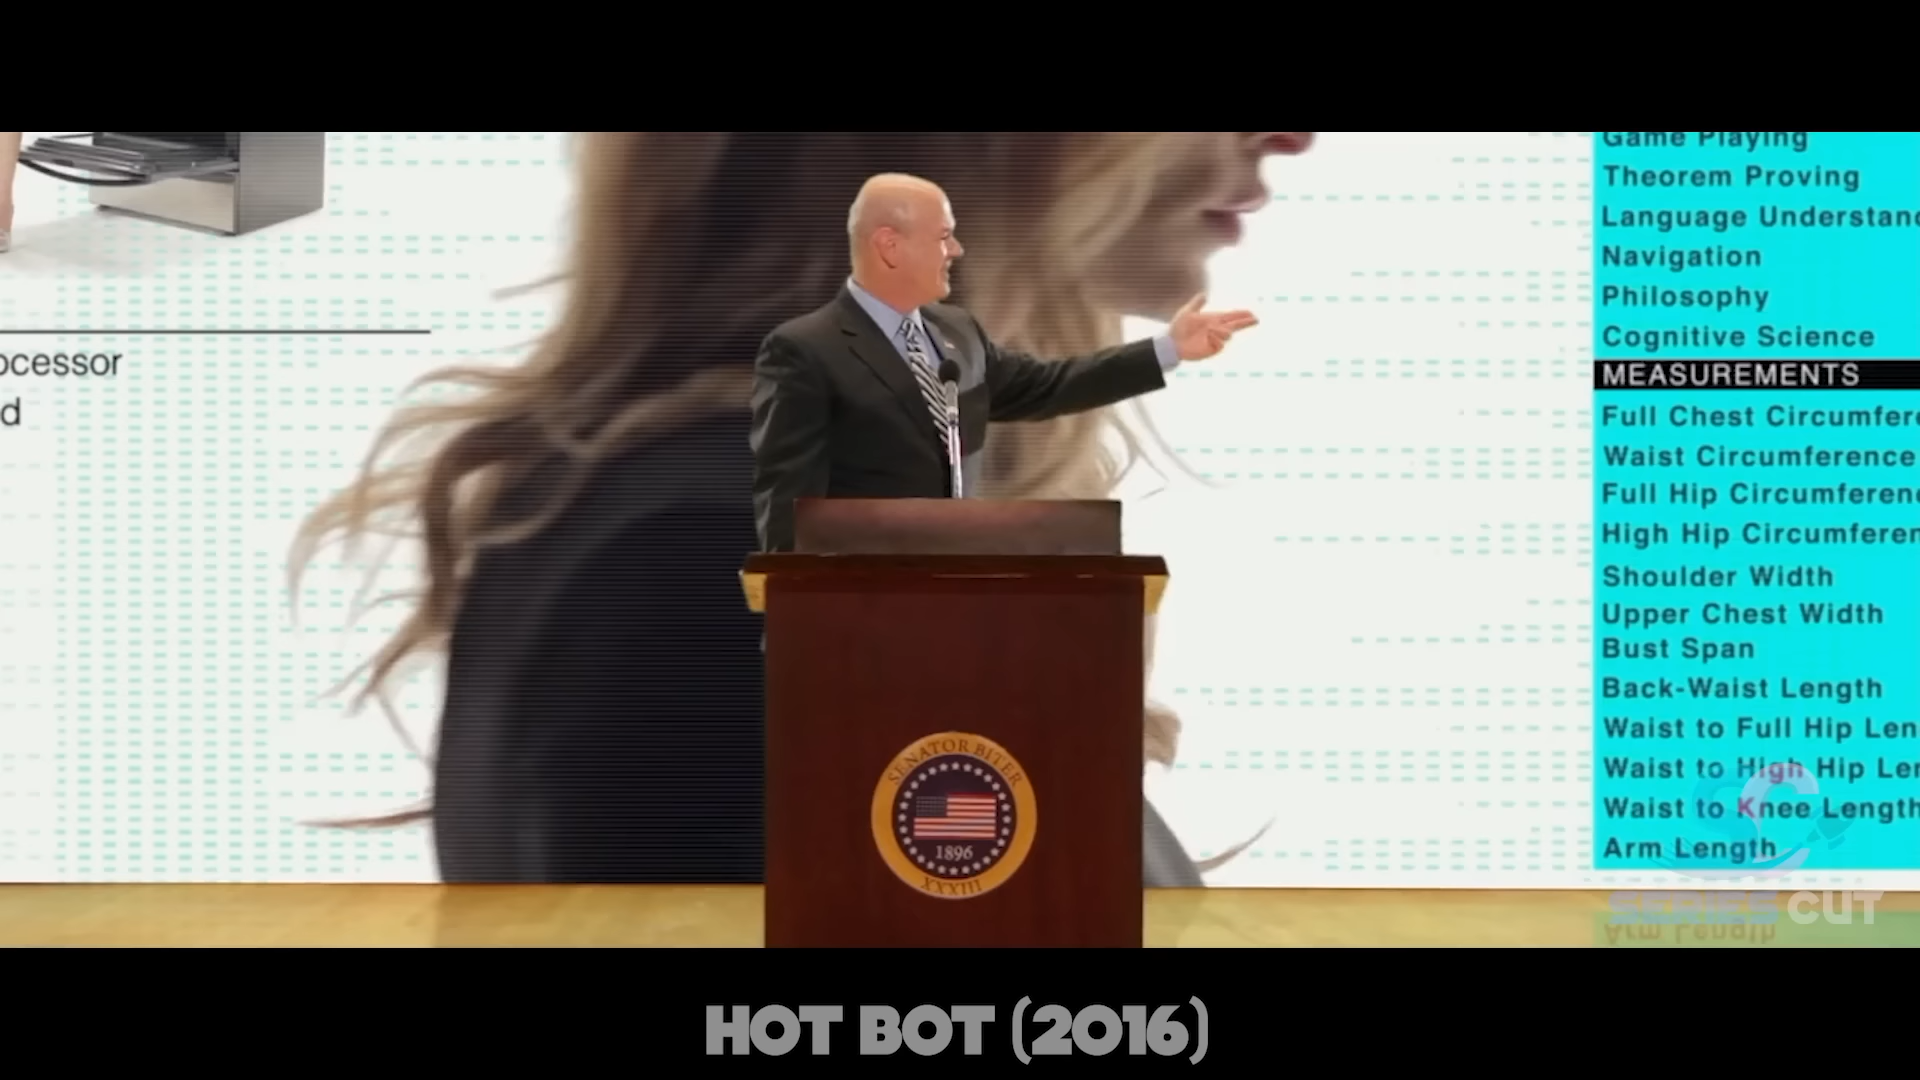 Game Playing
Theorem Proving
Language Understand
Navigation
Philosophy
Cognitive Science
MEASUREMENTS
Full Chest Circumfere
Waist Circumference
Full Hip Circumferen
High Hip Circumferen
Shoulder Width
Upper Chest Width
Bust Span
Back-Waist Length
Waist to Full Hip Len
Waist to High Hip Len
Waist to Knee Length
Arm Length
ocessor
d
SENATOR BITER
1896
XXXIII
SERIES CUT
HOT BOT (2016)